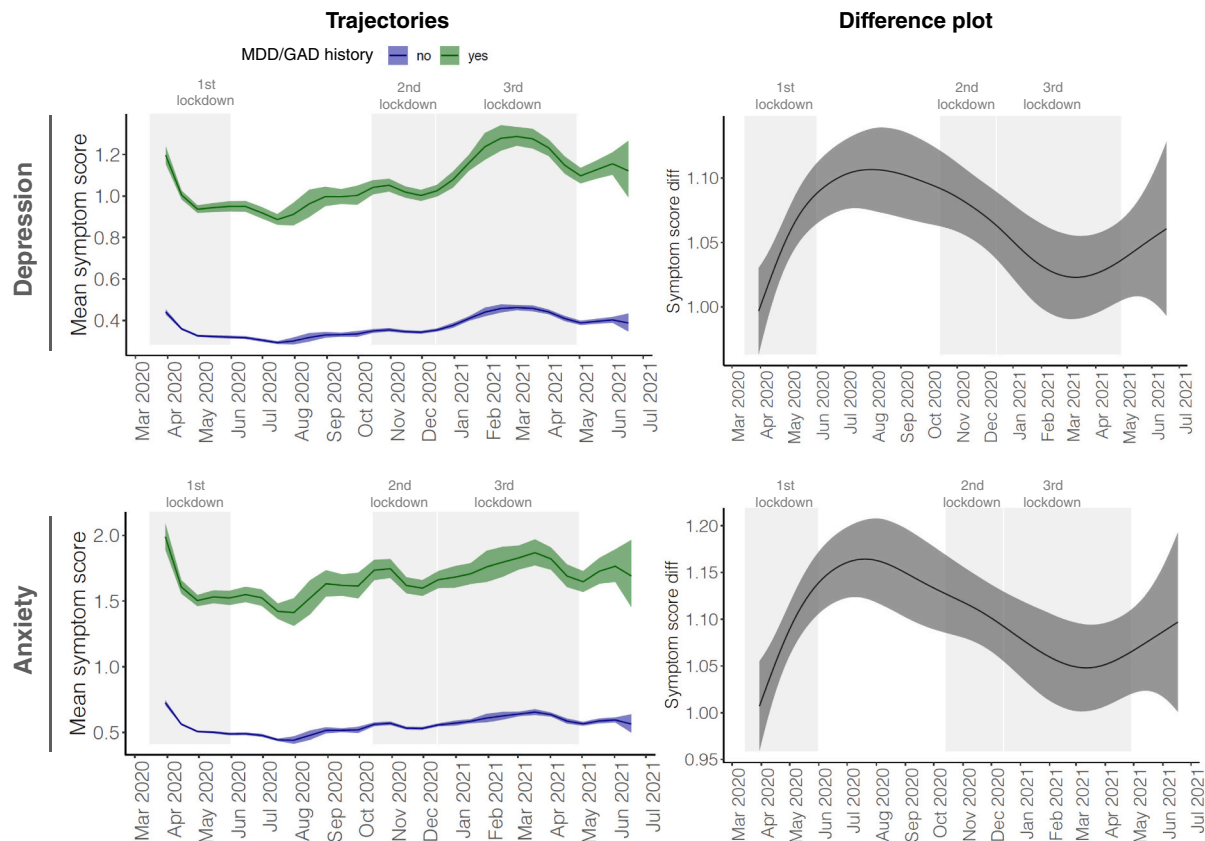 Trajectories
Difference plot
MDD/GAD history no yes
1st
lockdown
2nd
lockdown
3rd
lockdown
1st
lockdown
2nd
lockdown
3rd
lockdown
Depression
Mean symptom score
1.2
1.0
0.8
0.6
0.4
Mar 2020
Apr 2020
May 2020
Jun 2020
Jul 2020
Aug 2020
Sep 2020
Oct 2020
Nov 2020
Dec 2020
Jan 2021
Feb 2021
Mar 2021
Apr 2021
May 2021
Jun 2021
Jul 2021
Symptom score diff
1.10
1.05
1.00
Mar 2020
Apr 2020
May 2020
Jun 2020
Jul 2020
Aug 2020
Sep 2020
Oct 2020
Nov 2020
Dec 2020
Jan 2021
Feb 2021
Mar 2021
Apr 2021
May 2021
Jun 2021
Jul 2021
1st
lockdown
2nd
lockdown
3rd
lockdown
1st
lockdown
2nd
lockdown
3rd
lockdown
Anxiety
Mean symptom score
2.0
1.5
1.0
0.5
Mar 2020
Apr 2020
May 2020
Jun 2020
Jul 2020
Aug 2020
Sep 2020
Oct 2020
Nov 2020
Dec 2020
Jan 2021
Feb 2021
Mar 2021
Apr 2021
May 2021
Jun 2021
Jul 2021
Symptom score diff
1.20
1.15
1.10
1.05
1.00
0.95
Mar 2020
Apr 2020
May 2020
Jun 2020
Jul 2020
Aug 2020
Sep 2020
Oct 2020
Nov 2020
Dec 2020
Jan 2021
Feb 2021
Mar 2021
Apr 2021
May 2021
Jun 2021
Jul 2021